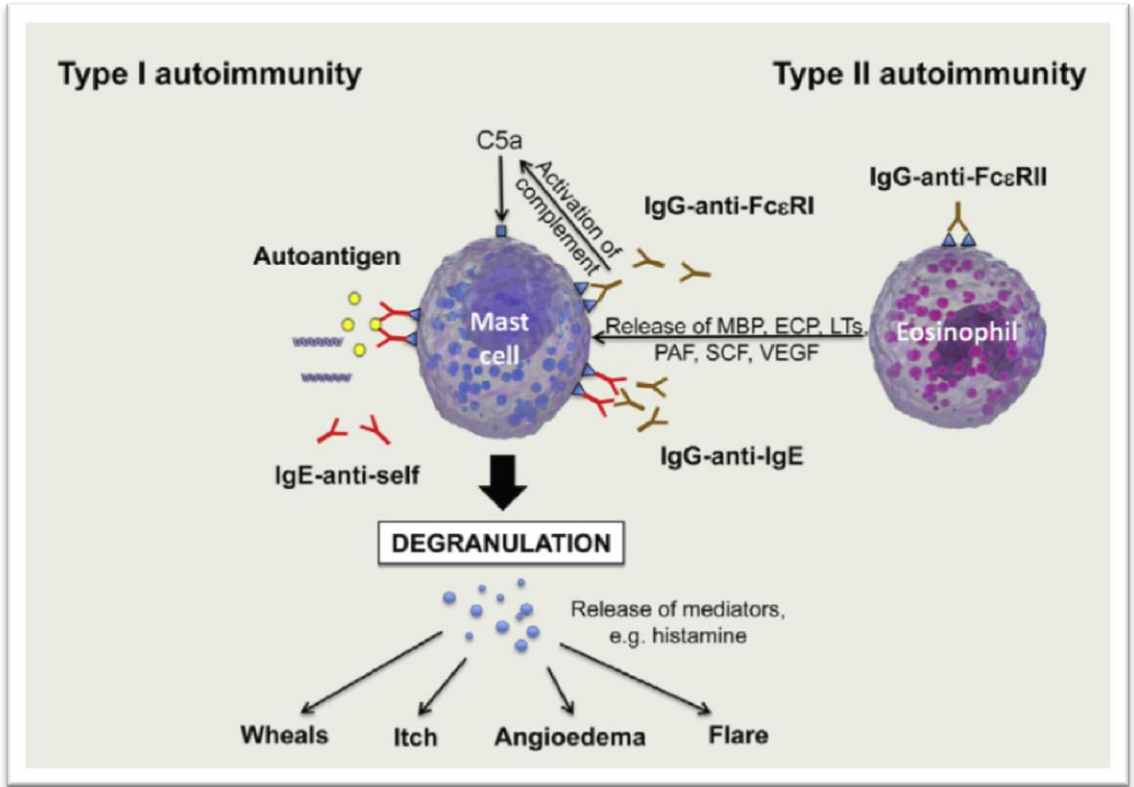 Type I autoimmunity
Type II autoimmunity
C5a
Activation of
complement
IgG-anti-FcεRI
IgG-anti-FcεRII
Autoantigen
Mast
cell
Release of MBP, ECP, LTs,
PAF, SCF, VEGF
Eosinophil
IgE-anti-self
IgG-anti-IgE
DEGRANULATION
Release of mediators,
e.g. histamine
Wheals
Itch
Angioedema
Flare